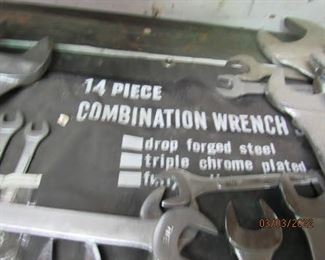 14 PIECE
COMBINATION WRENCH
drop forged steel
triple chrome plated
03/03/2022